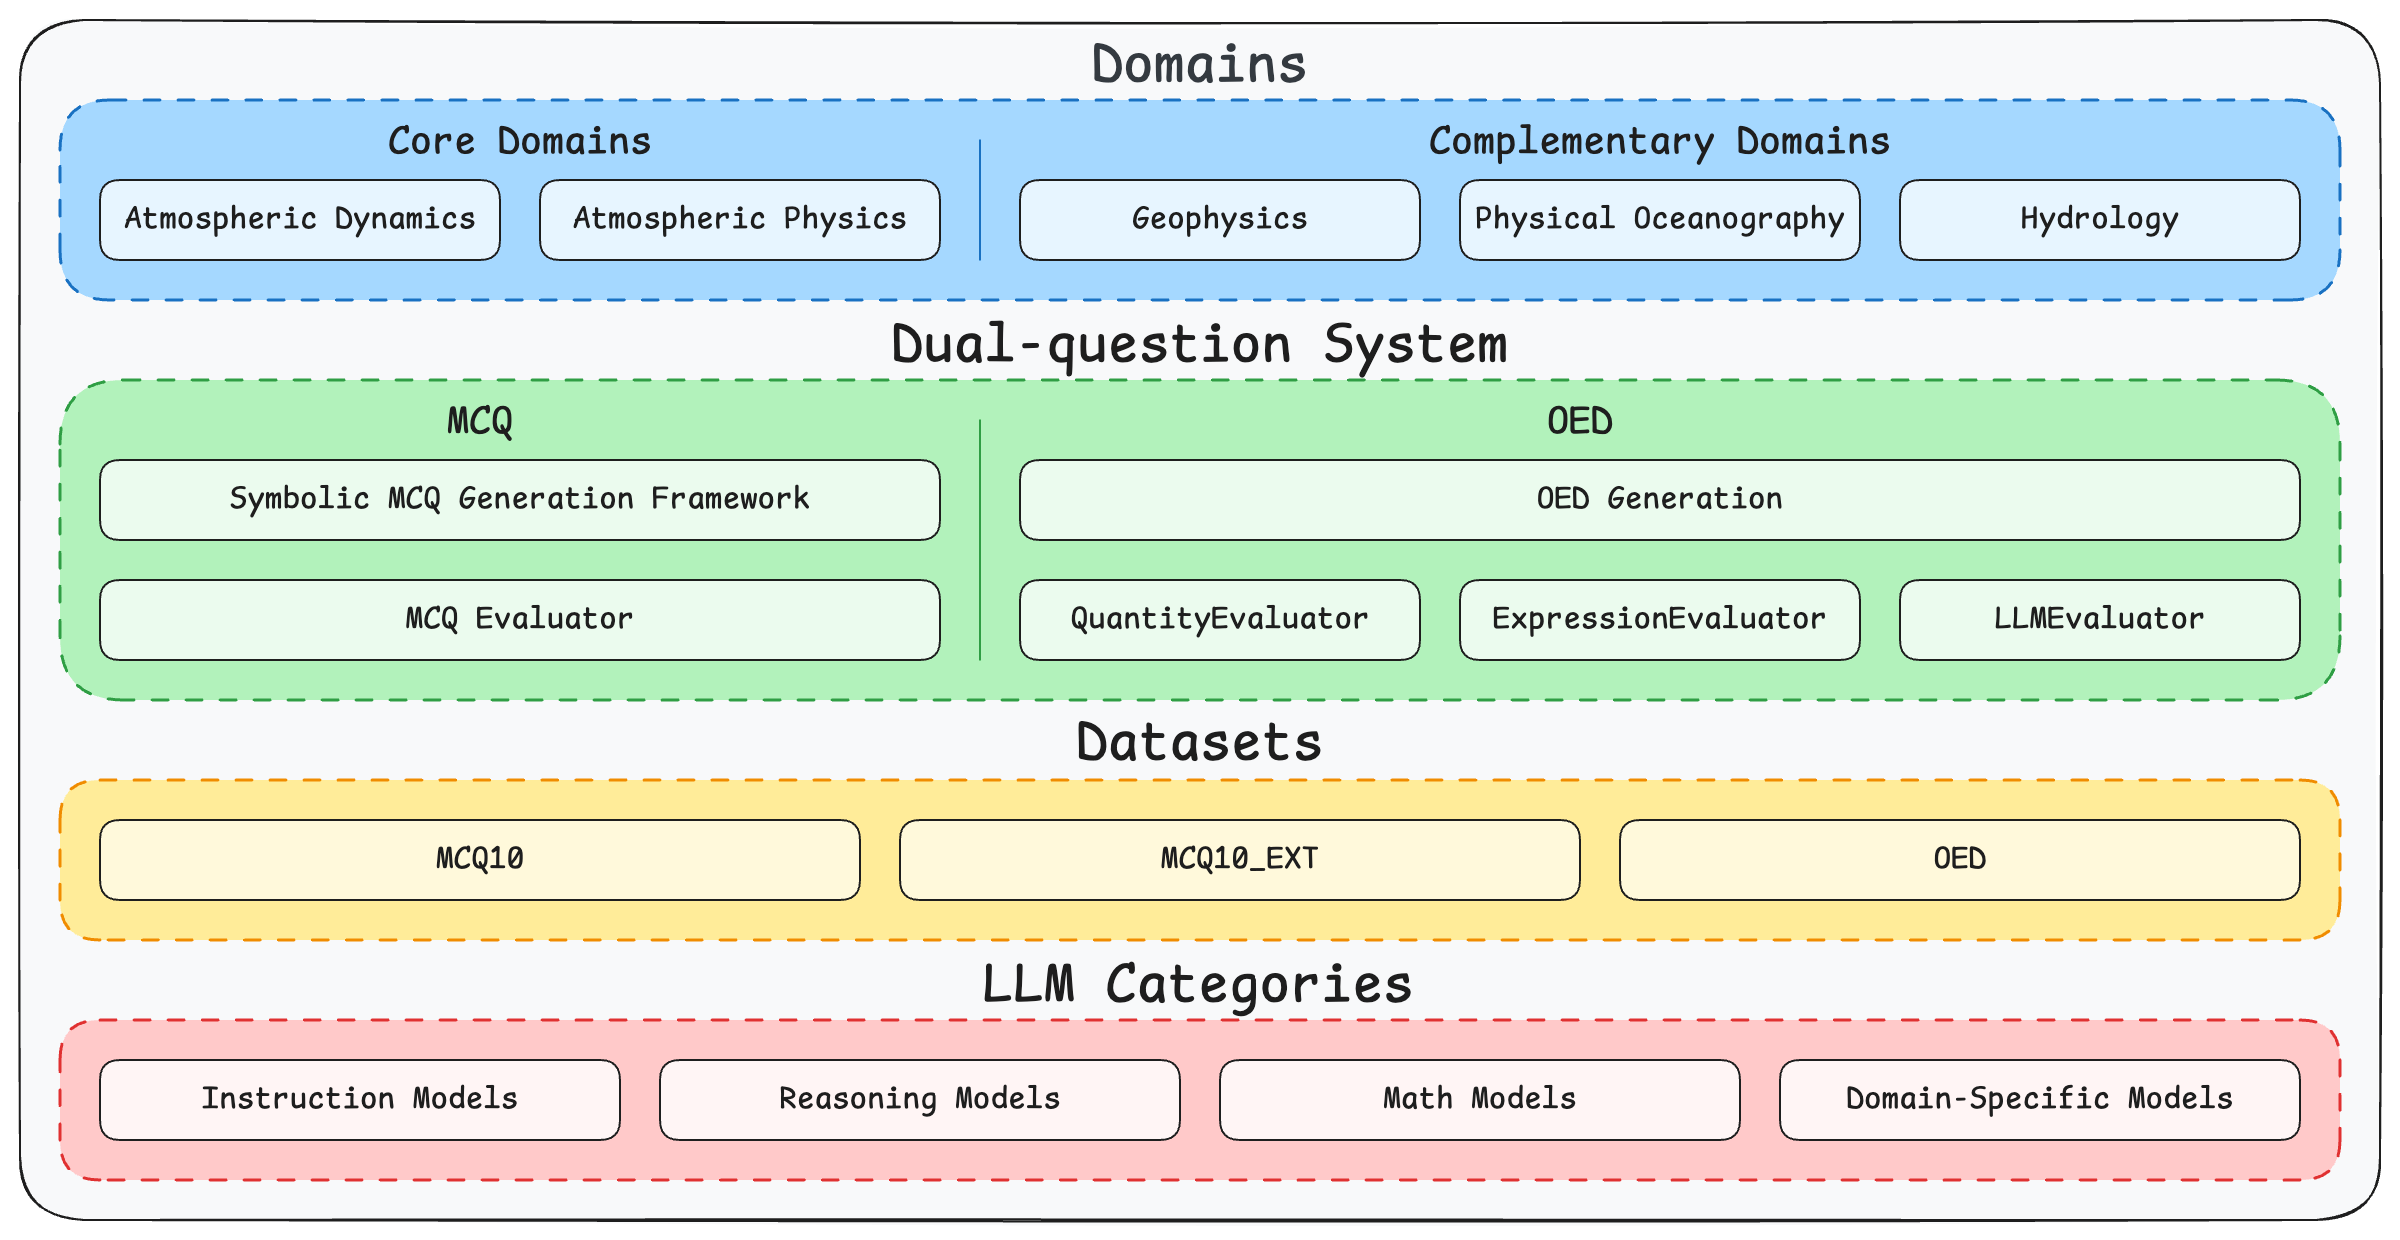 Domains
Core Domains
Complementary Domains
Atmospheric Dynamics
Atmospheric Physics
Geophysics
Physical Oceanography
Hydrology
Dual-question System
MCQ
OED
Symbolic MCQ Generation Framework
OED Generation
MCQ Evaluator
QuantityEvaluator
ExpressionEvaluator
LLMEvaluator
Datasets
MCQ10
MCQ10_EXT
OED
LLM Categories
Instruction Models
Reasoning Models
Math Models
Domain-Specific Models